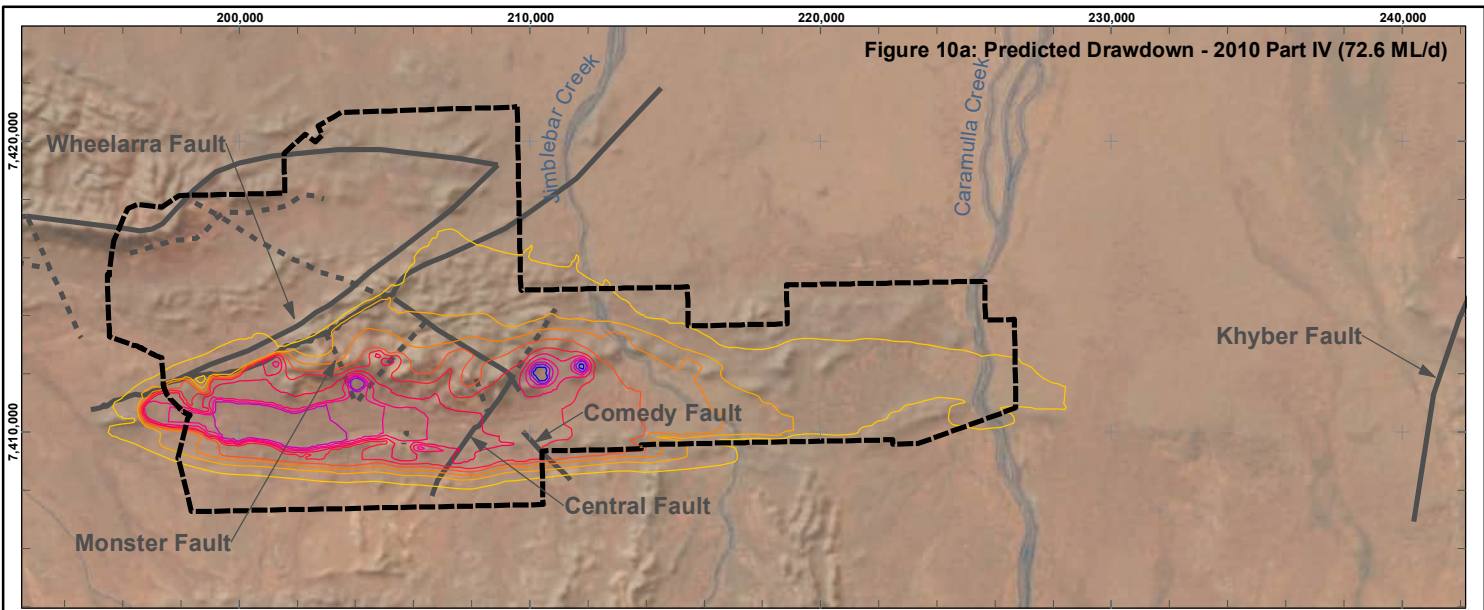 200,000
210,000
220,000
230,000
240,000
Figure 10a: Predicted Drawdown - 2010 Part IV (72.6 ML/d)
7,420,000
Wheelarra Fault
Jimblebar Creek
Caramulla Creek
Khyber Fault
7,410,000
Comedy Fault
Central Fault
Monster Fault